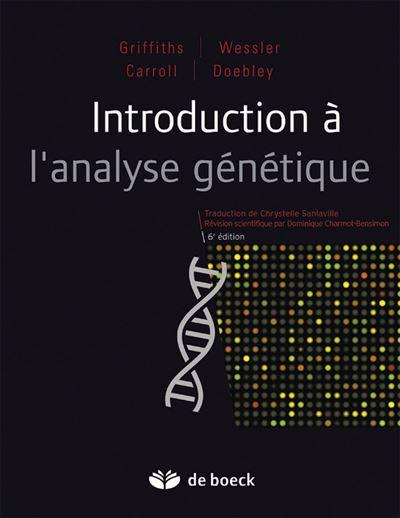 Griffiths | Wessler
Carroll | Doebley
Introduction à
l'analyse génétique
Traduction de Chrystelle Sanlaville
Révision scientifique par Dominique Charmot-Bensimon
6e édition
de boeck